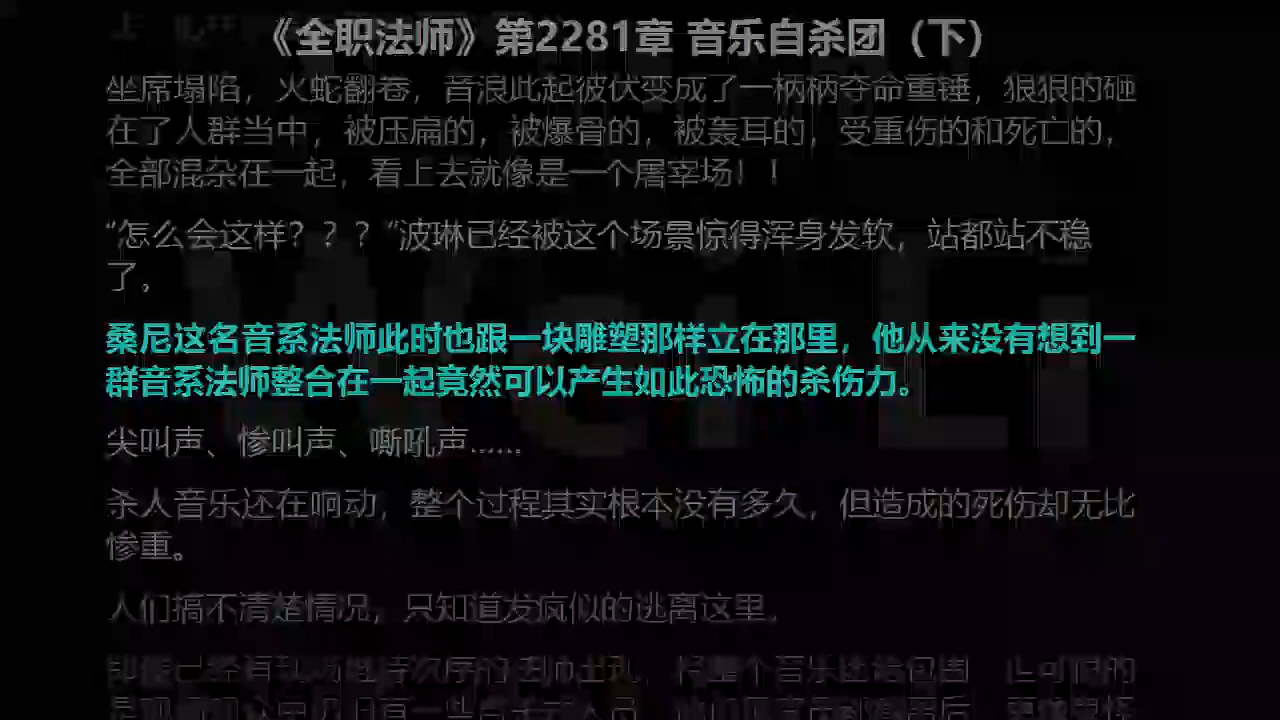 《全职法师》第2281章 音乐自杀团（下）
坐席塌陷，火蛇翻卷，音浪此起彼伏变成了一柄柄夺命重锤，狠狠的砸
在了人群当中，被压扁的，被爆骨的，被轰耳的，受重伤的和死亡的，
全部混杂在一起，看上去就像是一个屠宰场！！
“怎么会这样？？？”波琳已经被这个场景惊得浑身发软，站都站不稳
了。
桑尼这名音系法师此时也跟一块雕塑那样立在那里，他从来没有想到一
群音系法师整合在一起竟然可以产生如此恐怖的杀伤力。
尖叫声、惨叫声、嘶吼声……
杀人音乐还在响动，整个过程其实根本没有多久，但造成的死伤却无比
惨重。
人们搞不清楚情况，只知道发疯似的逃离这里。
Wei Li